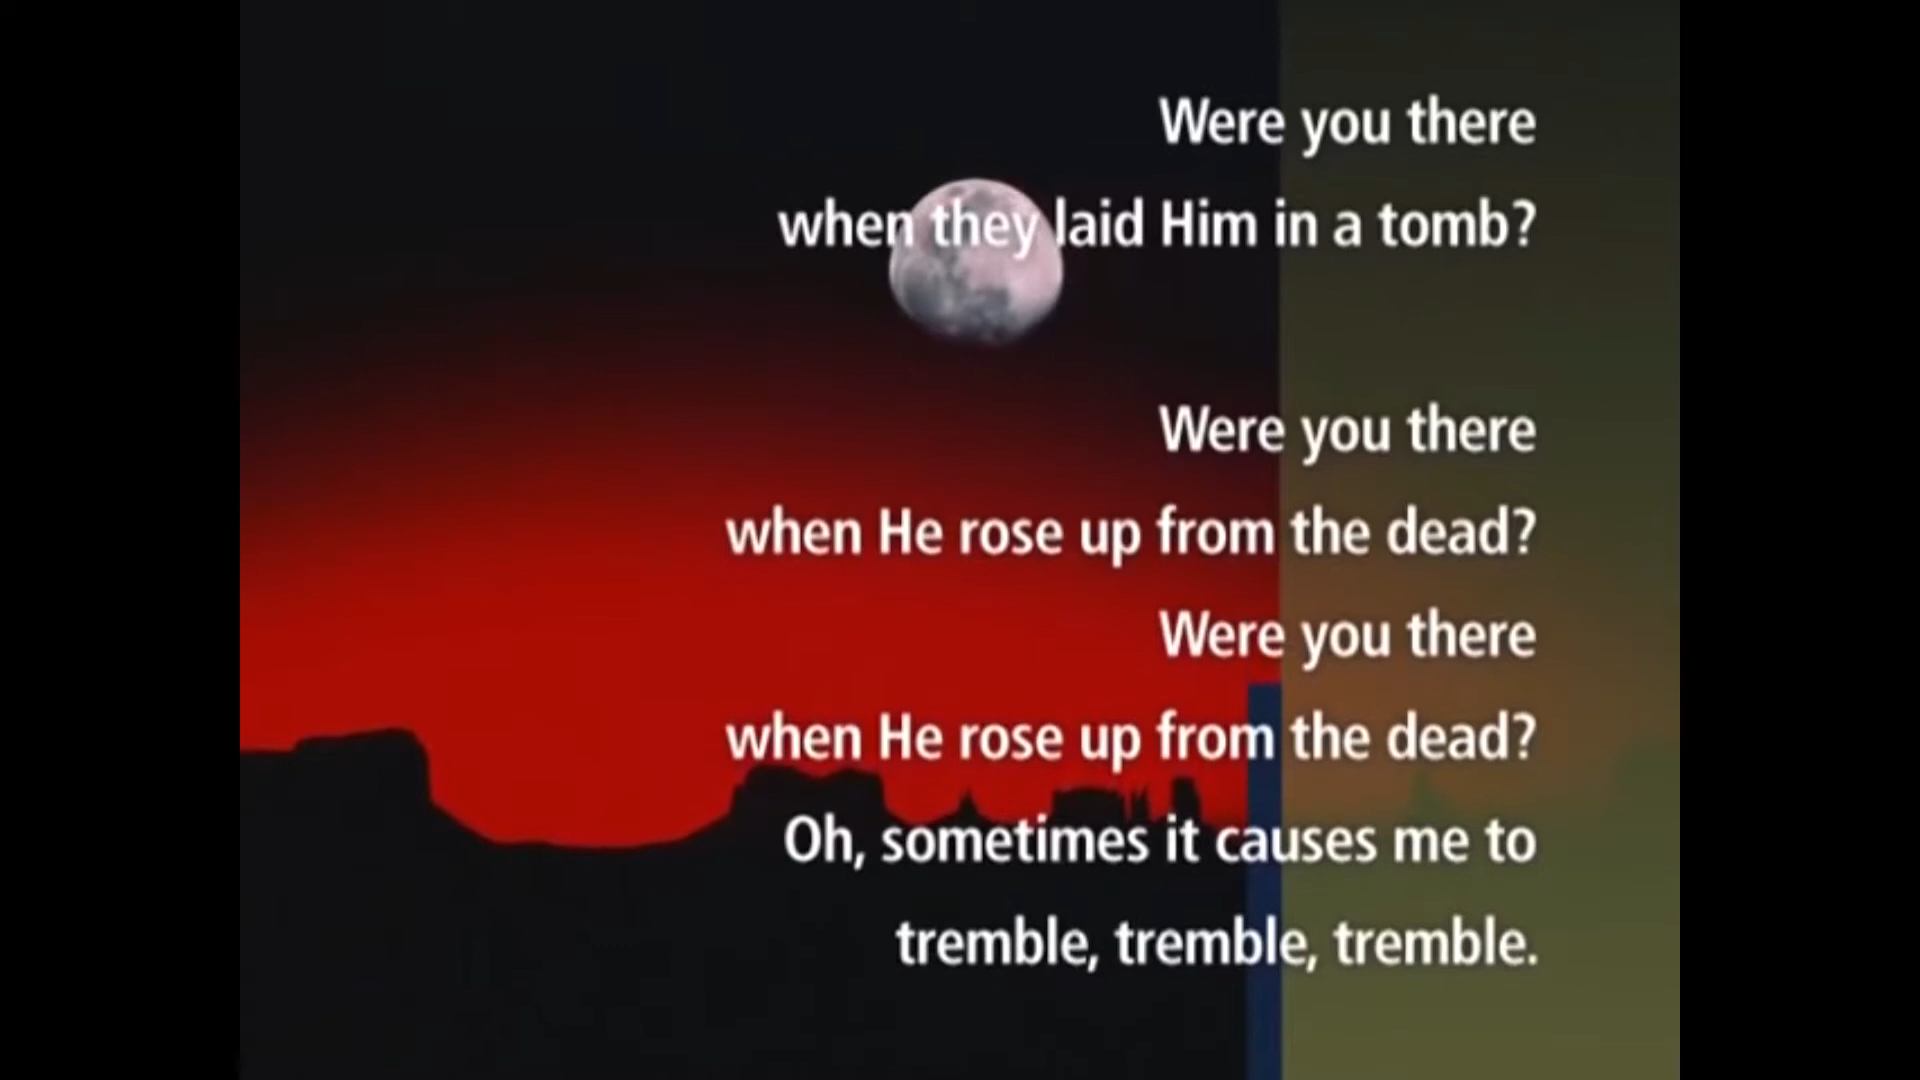 Were you there
when they laid Him in a tomb?
Were you there
when He rose up from the dead?
Were you there
when He rose up from the dead?
Oh, sometimes it causes me to
tremble, tremble, tremble.